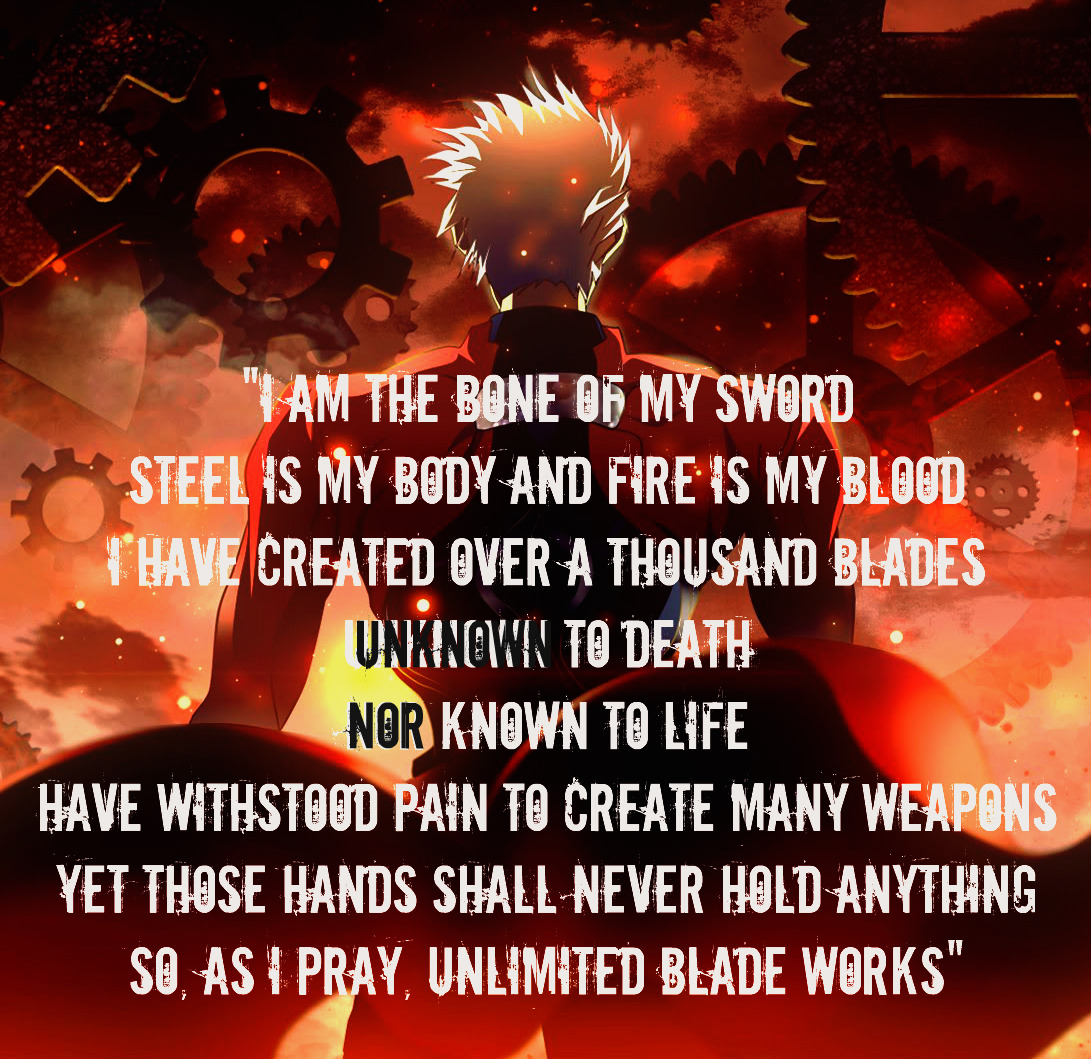 "I AM THE BONE OF MY SWORD
STEEL IS MY BODY AND FIRE IS MY BLOOD
I HAVE CREATED OVER A THOUSAND BLADES
UNKNOWN TO DEATH
NOR KNOWN TO LIFE
HAVE WITHSTOOD PAIN TO CREATE MANY WEAPONS
YET THOSE HANDS SHALL NEVER HOLD ANYTHING
SO, AS I PRAY, UNLIMITED BLADE WORKS"